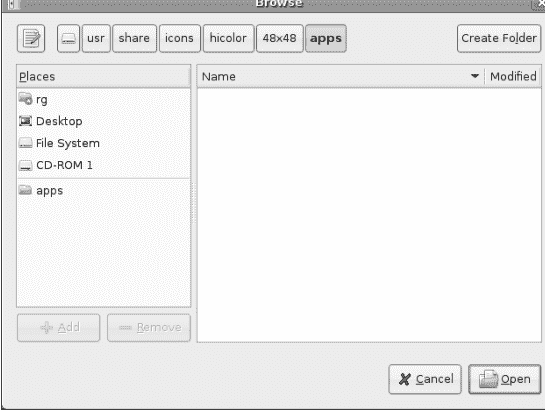 Browse
usr share icons hicolor 48x48 apps Create Folder
Places Name Modified
rg
Desktop
File System
CD-ROM 1
apps
Add Remove
Cancel Open